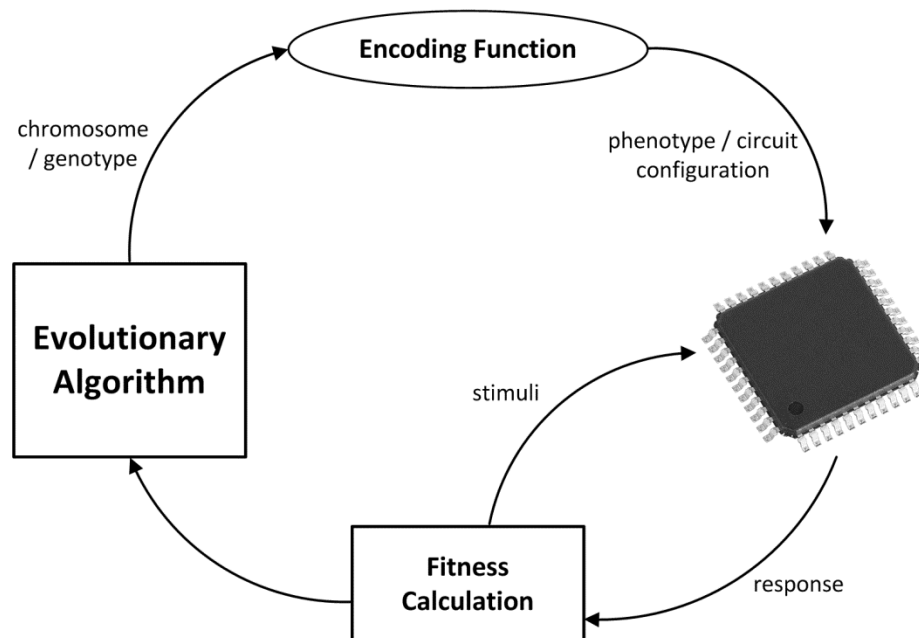 Encoding Function
chromosome
/ genotype
phenotype / circuit
configuration
Evolutionary
Algorithm
stimuli
Fitness
Calculation
response